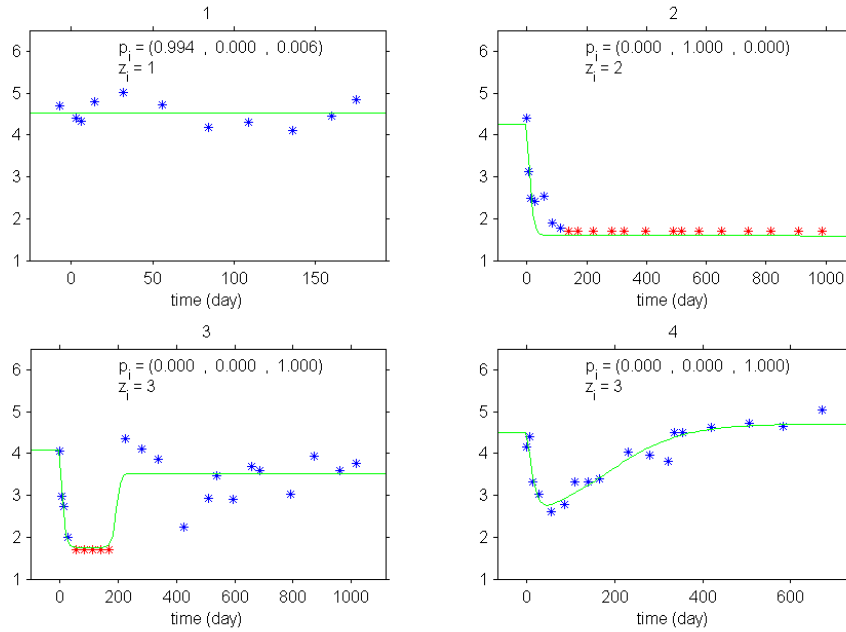 1
p_i = (0.994 , 0.000 , 0.006)
z_i = 1
6
5
4
3
2
1
0 50 100 150
time (day)
2
p_i = (0.000 , 1.000 , 0.000)
z_i = 2
6
5
4
3
2
1
0 200 400 600 800 1000
time (day)
3
p_i = (0.000 , 0.000 , 1.000)
z_i = 3
6
5
4
3
2
1
0 200 400 600 800 1000
time (day)
4
p_i = (0.000 , 0.000 , 1.000)
z_i = 3
6
5
4
3
2
1
0 200 400 600
time (day)